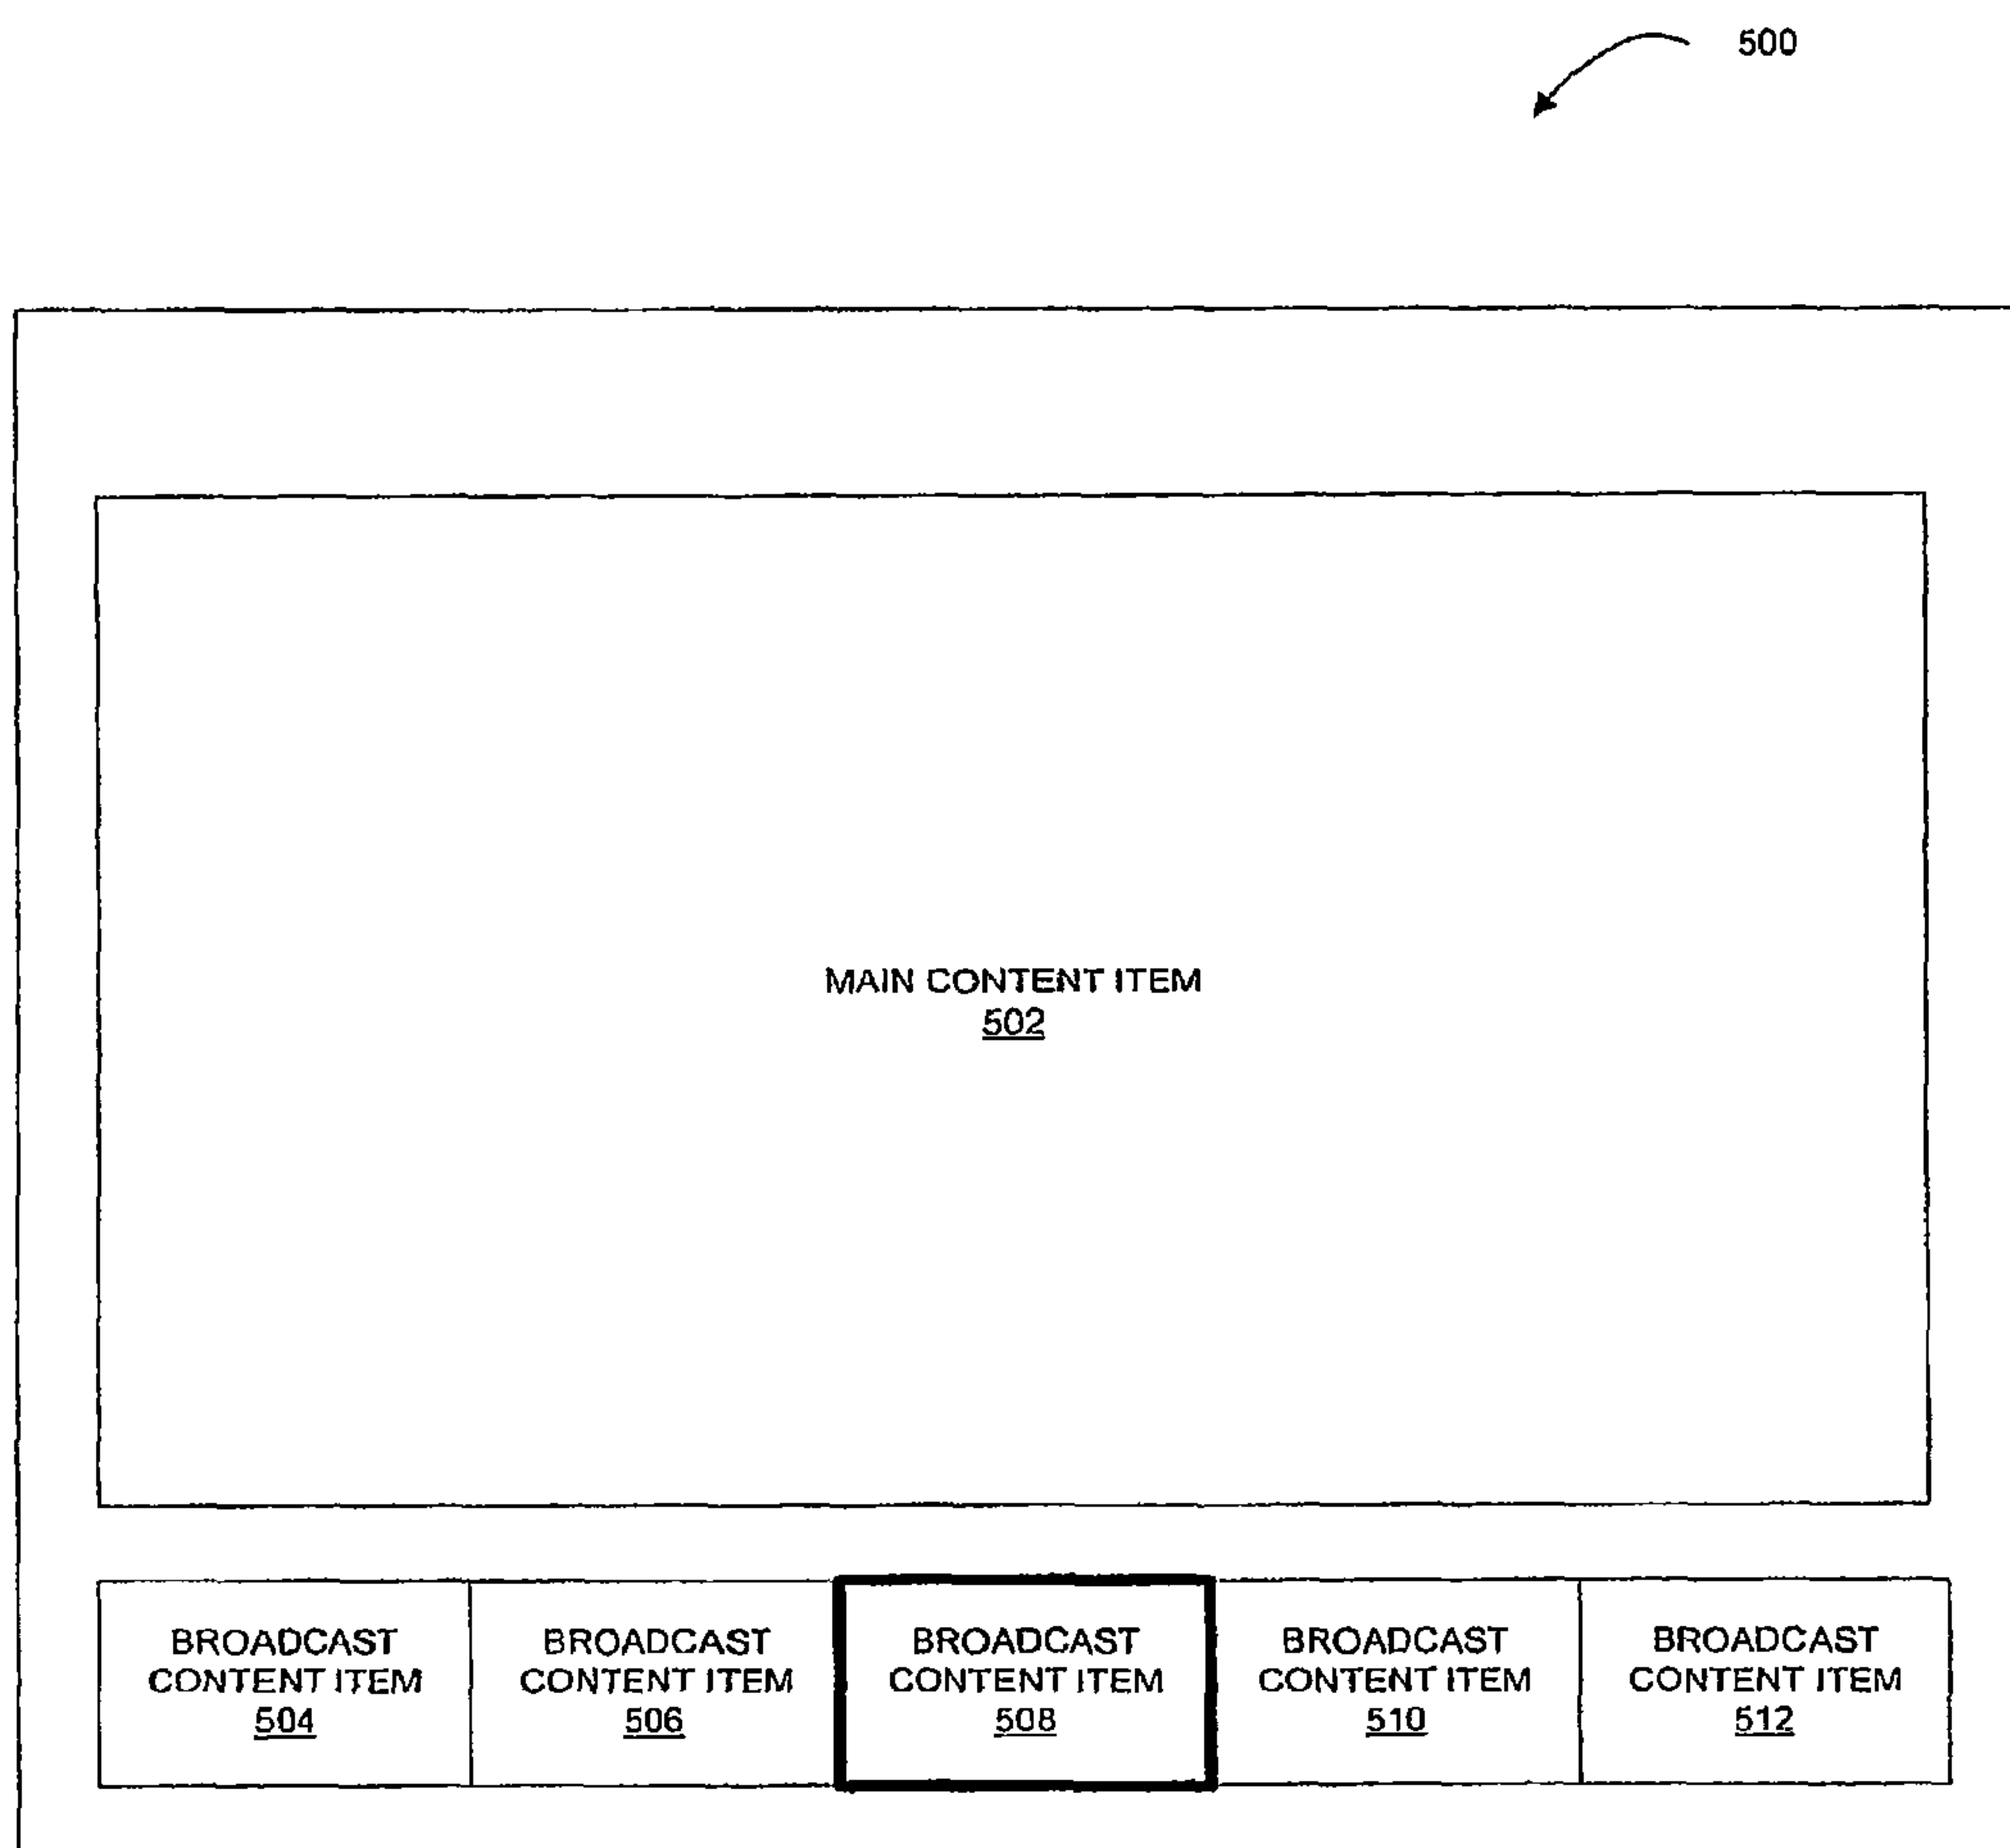 500
MAIN CONTENT ITEM
502
BROADCAST
CONTENT ITEM
504
BROADCAST
CONTENT ITEM
506
BROADCAST
CONTENT ITEM
508
BROADCAST
CONTENT ITEM
510
BROADCAST
CONTENT ITEM
512